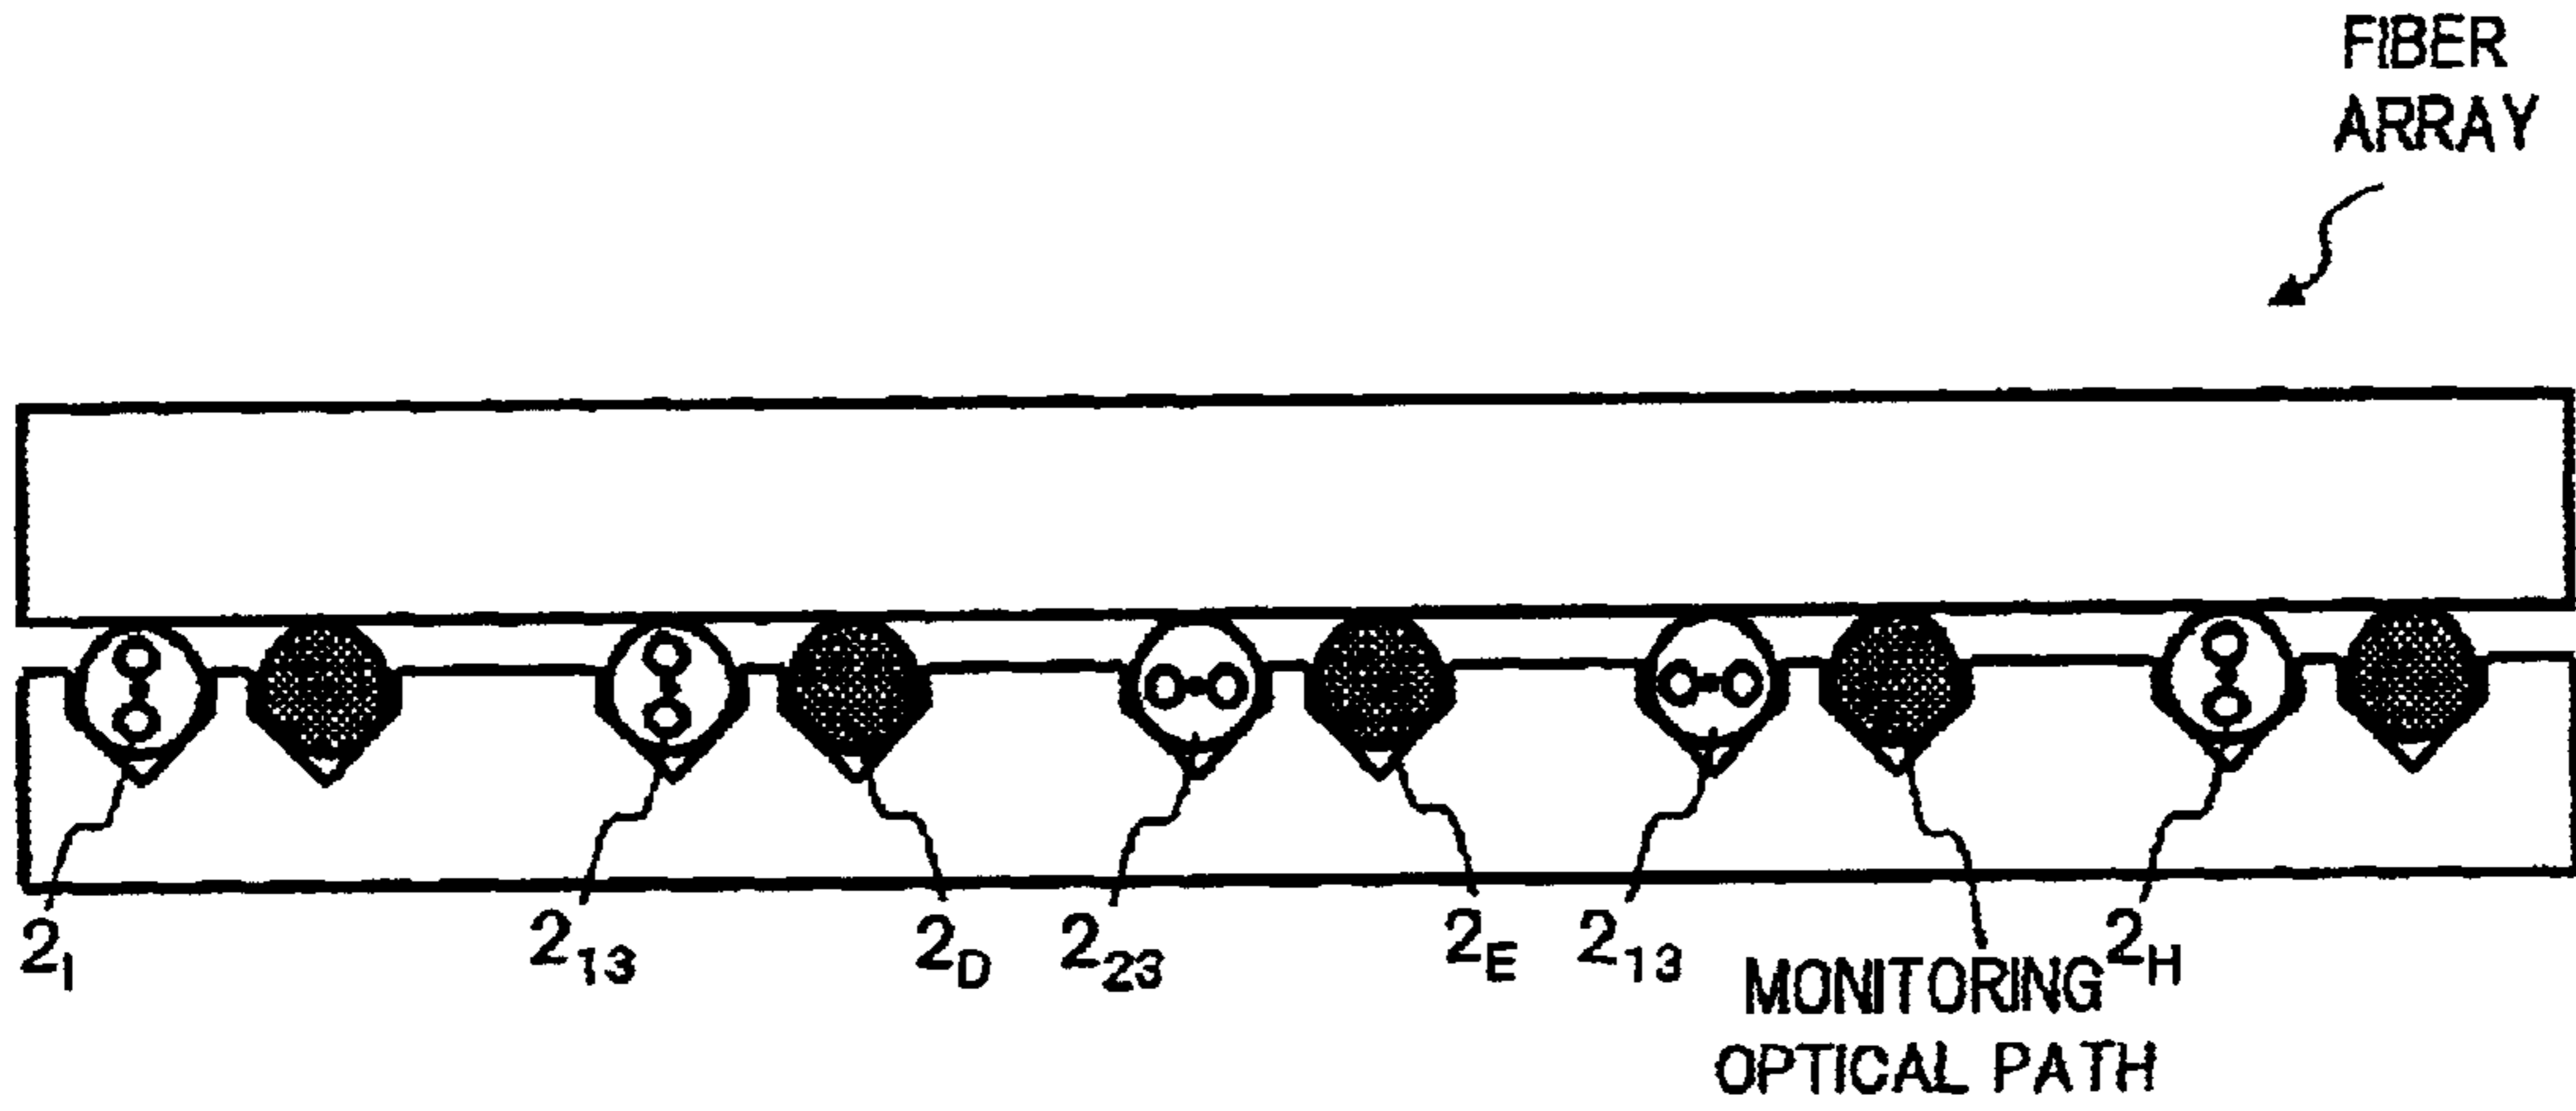 FIBER
ARRAY
2I 213 2D 223 2E 213 2H
MONITORING
OPTICAL PATH